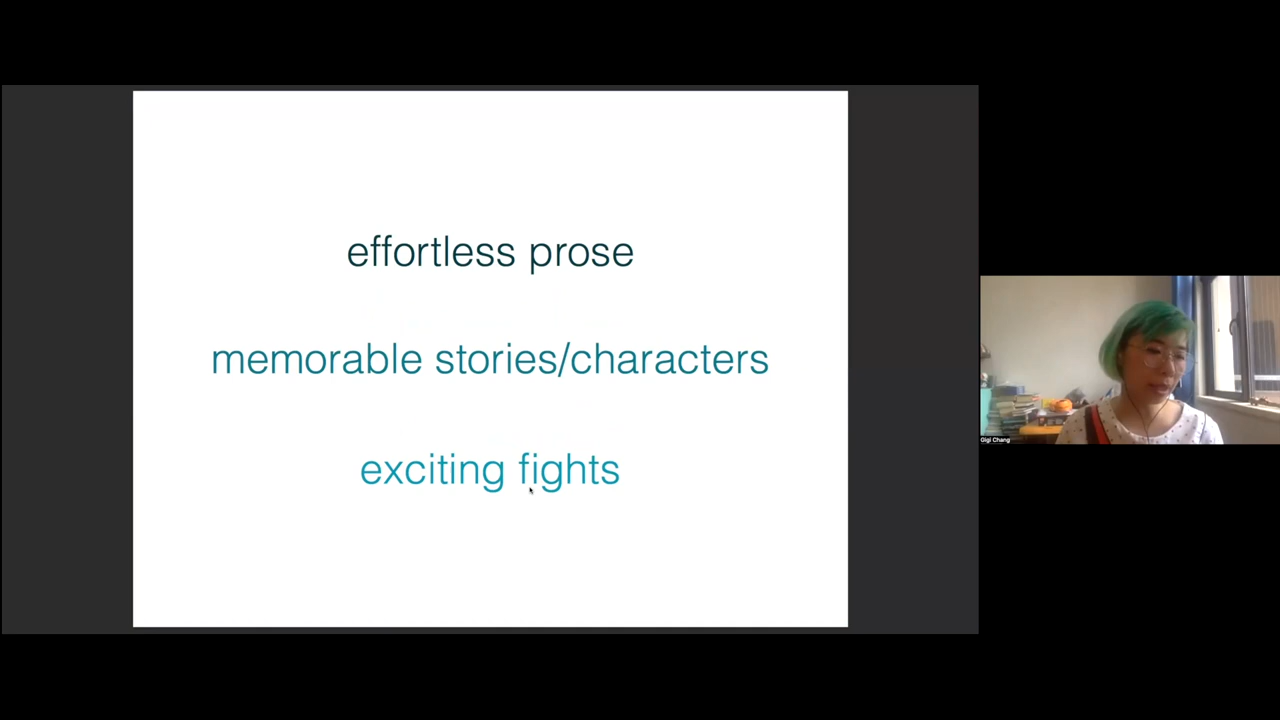 effortless prose
memorable stories/characters
exciting fights
Gigi Chang